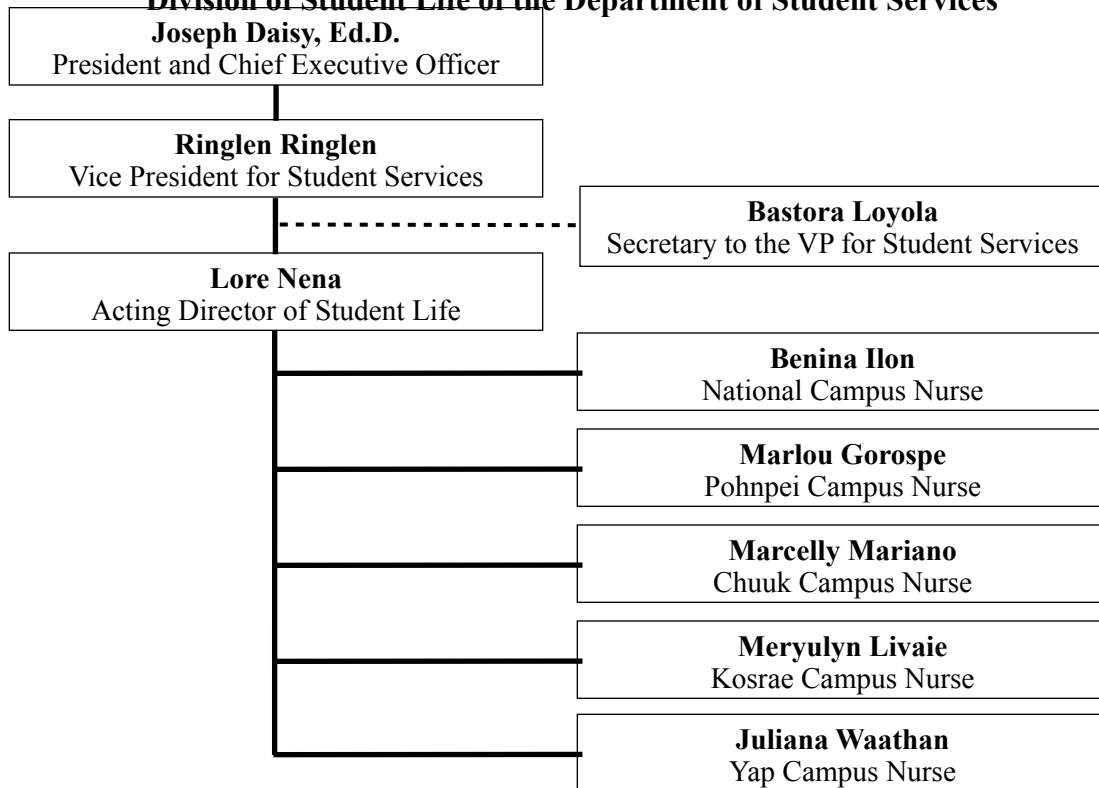 Division of Student Life of the Department of Student Services
Joseph Daisy, Ed.D.
President and Chief Executive Officer
Ringlen Ringlen
Vice President for Student Services
Bastora Loyola
Secretary to the VP for Student Services
Lore Nena
Acting Director of Student Life
Benina Ilon
National Campus Nurse
Marlou Gorospe
Pohnpei Campus Nurse
Marcelly Mariano
Chuuk Campus Nurse
Meryulyn Livaie
Kosrae Campus Nurse
Juliana Waathan
Yap Campus Nurse